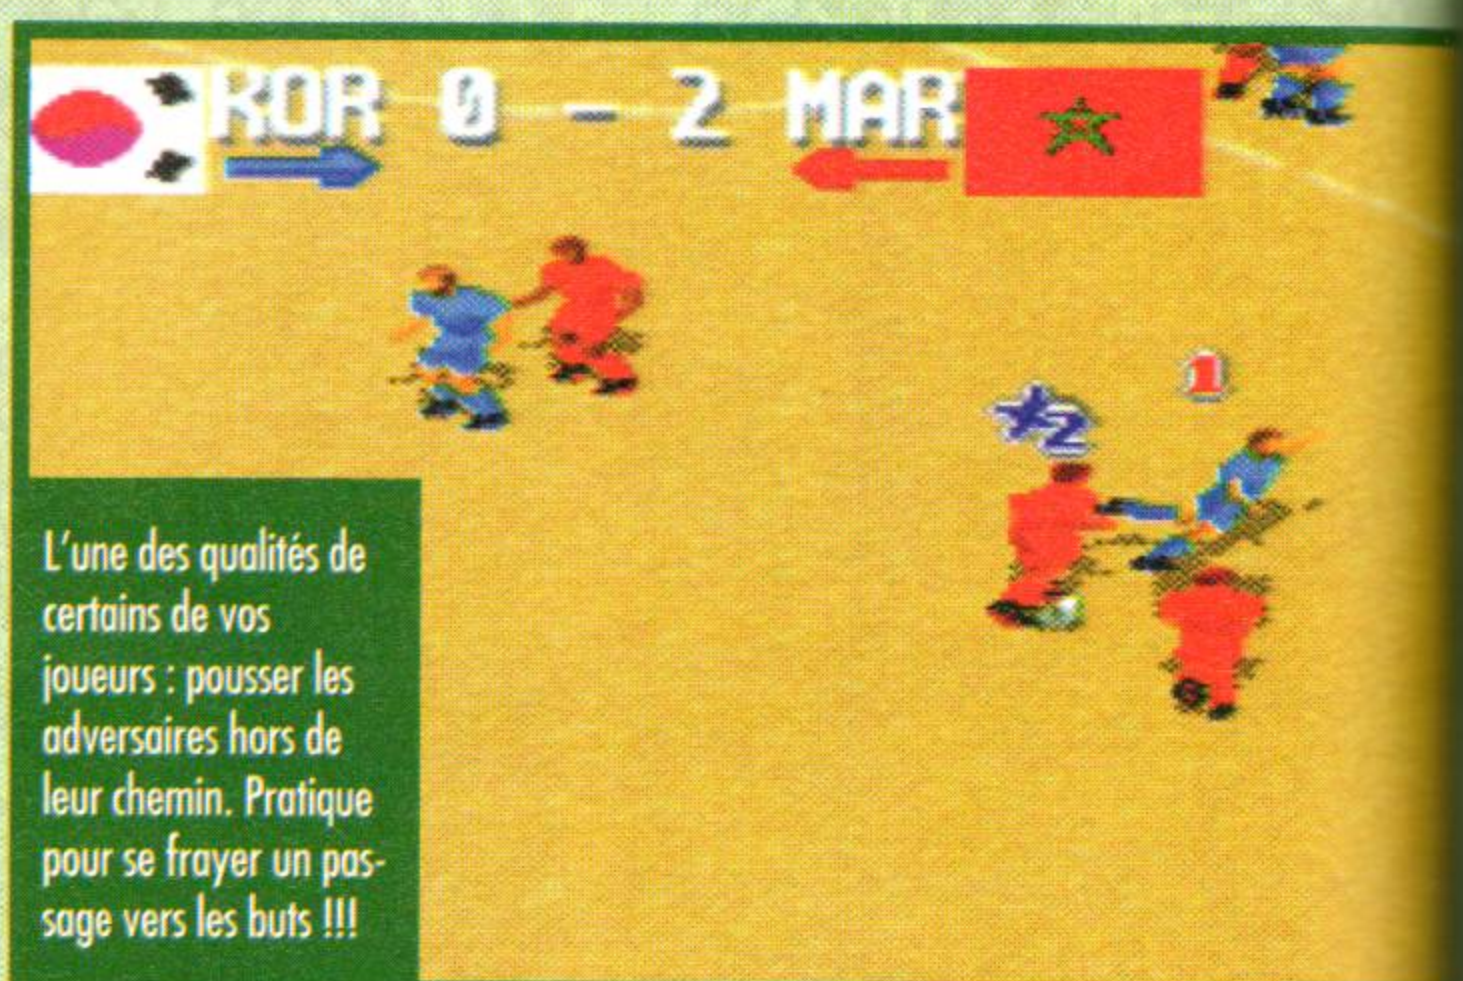 KOR 0 - 2 MAR
1
*2
L'une des qualités de
certains de vos
joueurs : pousser les
adversaires hors de
leur chemin. Pratique
pour se frayer un pas-
sage vers les buts !!!